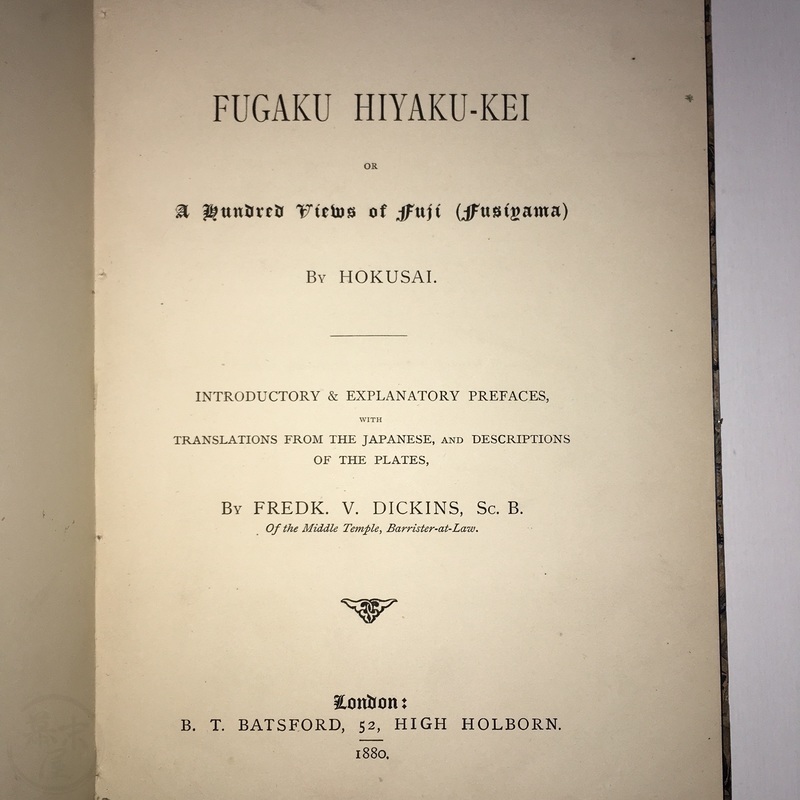 FUGAKU HIYAKU-KEI
OR
A Hundred Views of Fuji (Fusiyama)
By HOKUSAI.
INTRODUCTORY & EXPLANATORY PREFACES,
WITH
TRANSLATIONS FROM THE JAPANESE, AND DESCRIPTIONS
OF THE PLATES,
By FREDK. V. DICKINS, Sc. B.
Of the Middle Temple, Barrister-at-Law.
London:
B. T. BATSFORD, 52, HIGH HOLBORN.
1880.